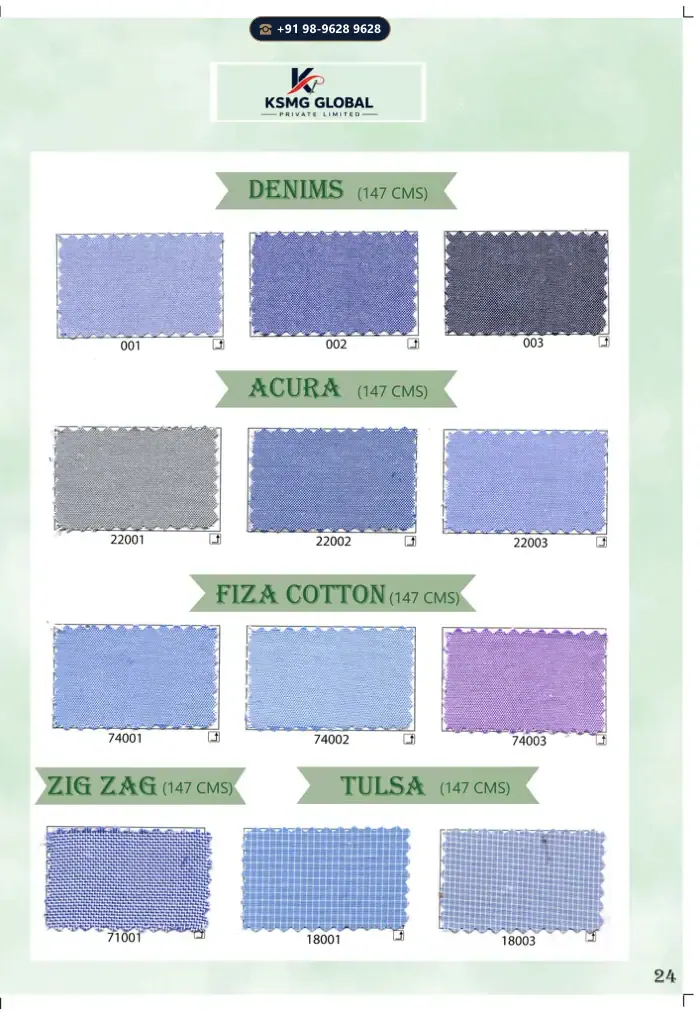 +91 98-9628 9628
KSMG GLOBAL
PRIVATE LIMITED
DENIMS (147 CMS)
001 002 003
ACURA (147 CMS)
22001 22002 22003
FIZA COTTON (147 CMS)
74001 74002 74003
ZIG ZAG (147 CMS) TULSA (147 CMS)
71001 18001 18003
24